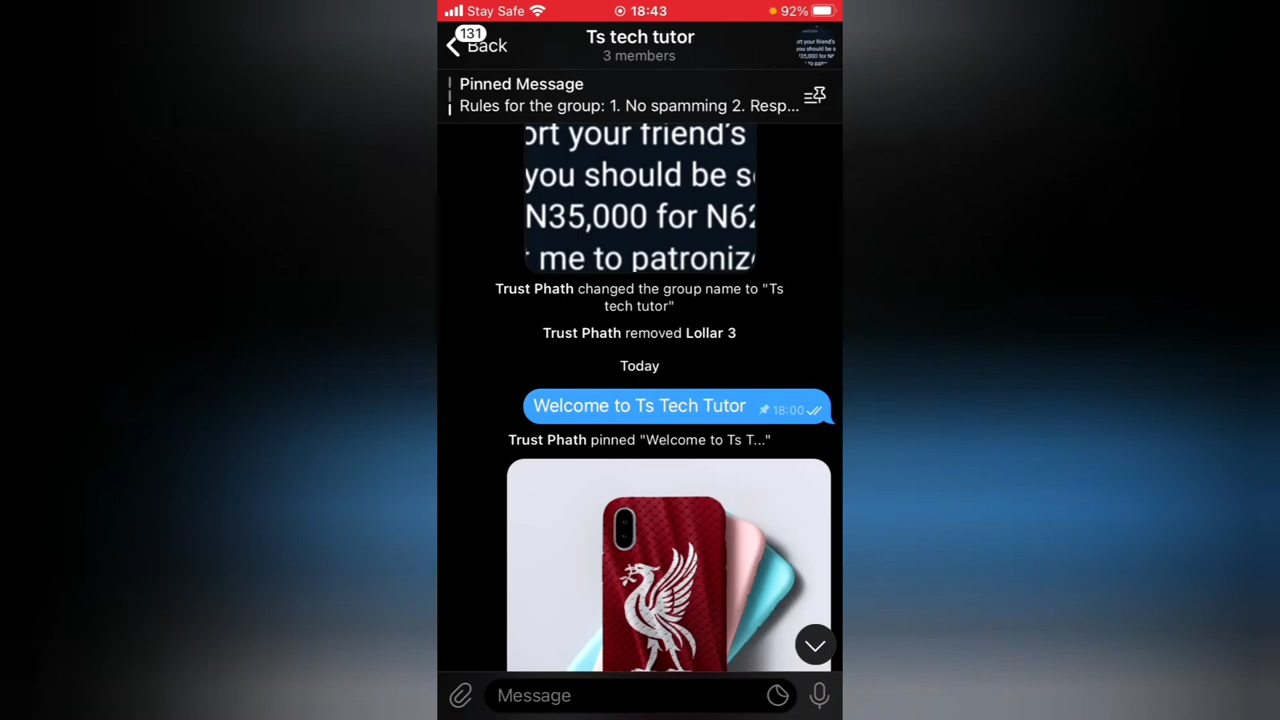 Stay Safe 18:43 92%
131
Back
Ts tech tutor
3 members
Pinned Message
Rules for the group: 1. No spamming 2. Resp...
ort your friend's
you should be s
N35,000 for N62
me to patroniz
Trust Phath changed the group name to "Ts
tech tutor"
Trust Phath removed Lollar 3
Today
Welcome to Ts Tech Tutor 18:00
Trust Phath pinned "Welcome to Ts T..."
Message